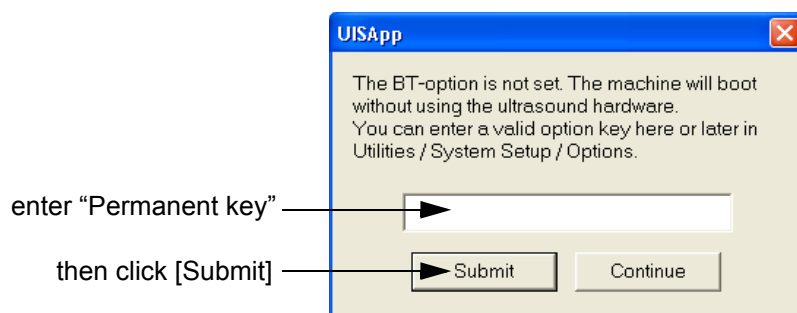 UISApp
The BT-option is not set. The machine will boot
without using the ultrasound hardware.
You can enter a valid option key here or later in
Utilities / System Setup / Options.
enter “Permanent key”
then click [Submit]
Submit
Continue